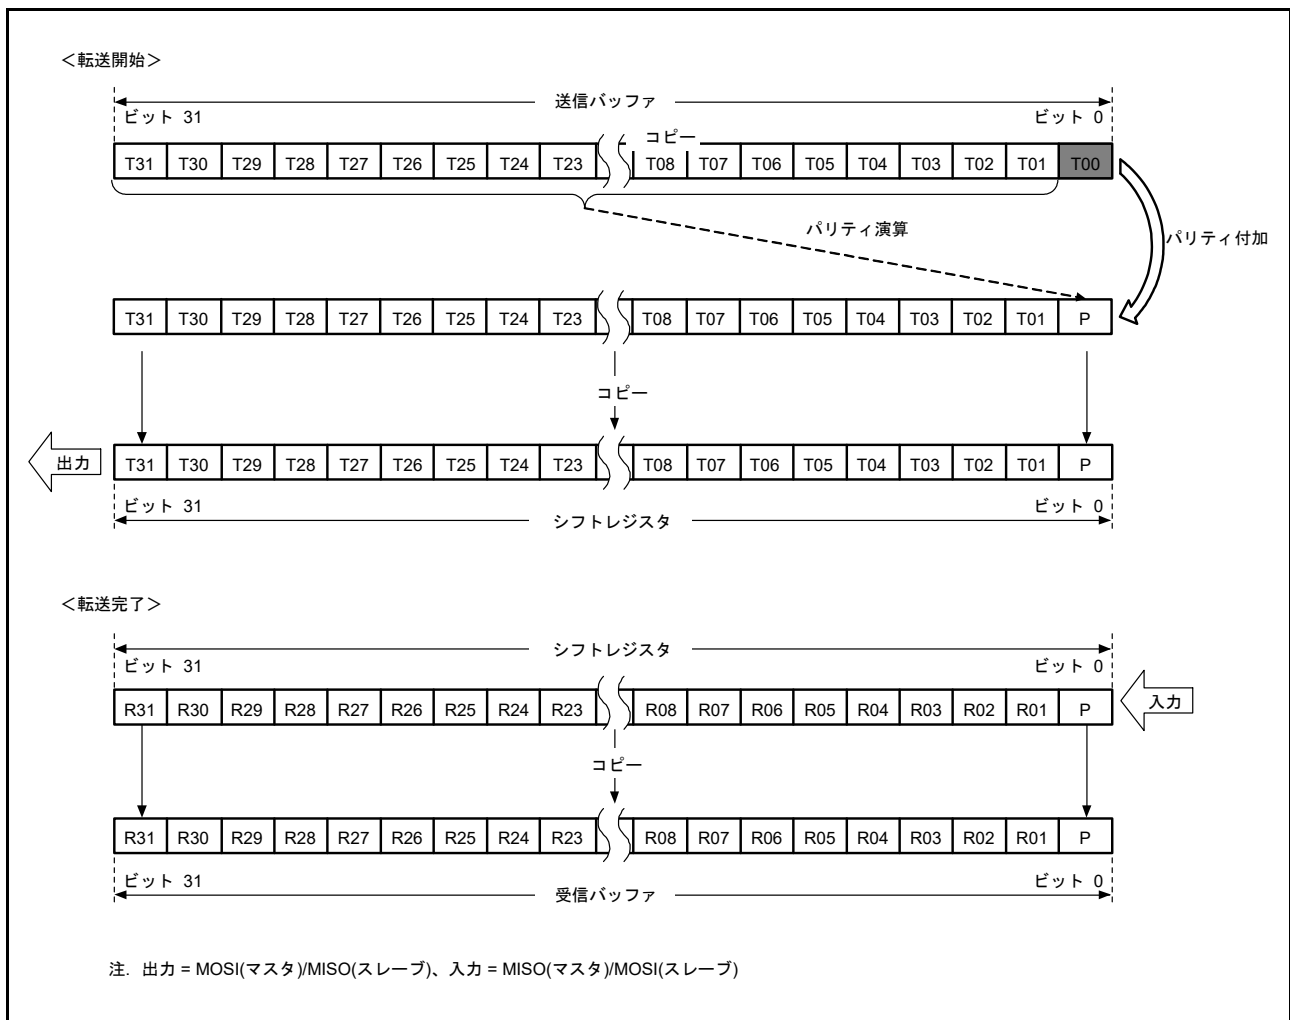 ＜転送開始＞
送信バッファ
ビット 31 ビット 0
コピー
T31 T30 T29 T28 T27 T26 T25 T24 T23 T08 T07 T06 T05 T04 T03 T02 T01 T00
パリティ演算
パリティ付加
T31 T30 T29 T28 T27 T26 T25 T24 T23 T08 T07 T06 T05 T04 T03 T02 T01 P
コピー
出力 T31 T30 T29 T28 T27 T26 T25 T24 T23 T08 T07 T06 T05 T04 T03 T02 T01 P
ビット 31 ビット 0
シフトレジスタ
＜転送完了＞
シフトレジスタ
ビット 31 ビット 0
R31 R30 R29 R28 R27 R26 R25 R24 R23 R08 R07 R06 R05 R04 R03 R02 R01 P 入力
コピー
R31 R30 R29 R28 R27 R26 R25 R24 R23 R08 R07 R06 R05 R04 R03 R02 R01 P
ビット 31 ビット 0
受信バッファ
注. 出力 = MOSI(マスタ)/MISO(スレーブ)、入力 = MISO(マスタ)/MOSI(スレーブ)